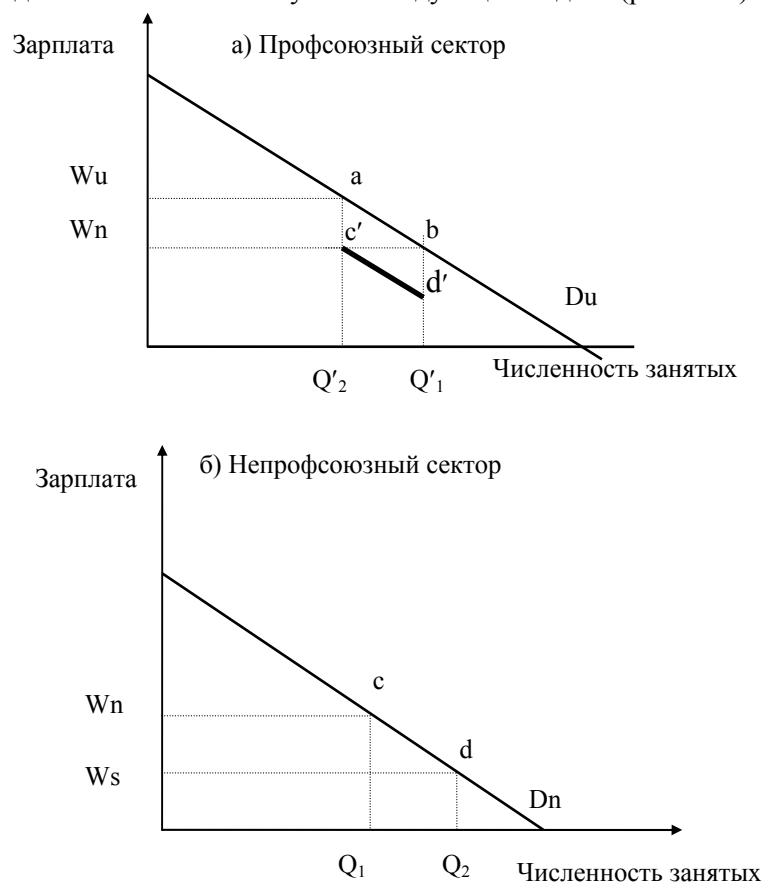 Зарплата а) Профсоюзный сектор
Wu a
Wn c′ b
d′
Du
Численность занятых
Q′2 Q′1
б) Непрофсоюзный сектор
Зарплата
c
Wn
d
Ws
Dn
Q1 Q2 Численность занятых